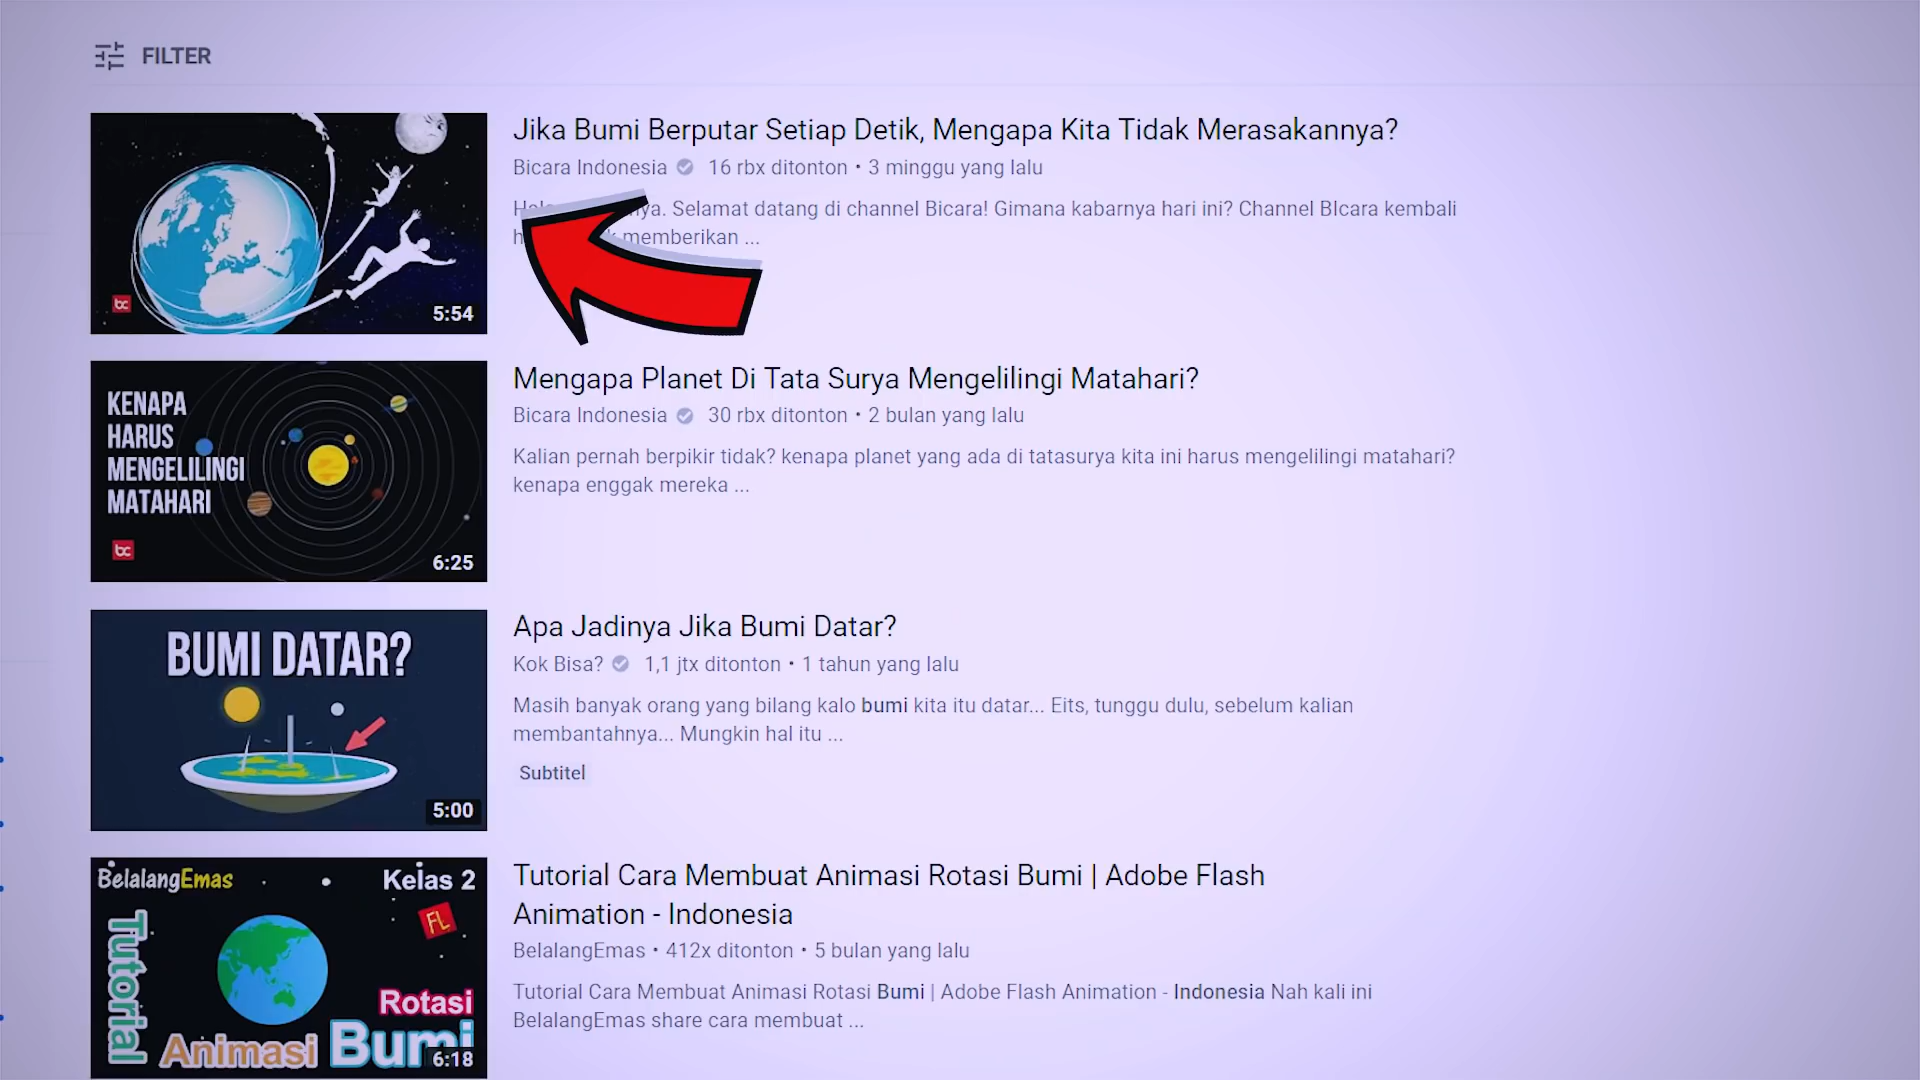 FILTER
Jika Bumi Berputar Setiap Detik, Mengapa Kita Tidak Merasakannya?
Bicara Indonesia 16 rbx ditonton • 3 minggu yang lalu
Selamat datang di channel Bicara! Gimana kabarnya hari ini? Channel BIcara kembali
memberikan ...
bc
5:54
Mengapa Planet Di Tata Surya Mengelilingi Matahari?
Bicara Indonesia 30 rbx ditonton • 2 bulan yang lalu
Kalian pernah berpikir tidak? kenapa planet yang ada di tatasurya kita ini harus mengelilingi matahari?
kenapa enggak mereka ...
KENAPA
HARUS
MENGELILINGI
MATAHARI
bc
6:25
Apa Jadinya Jika Bumi Datar?
Kok Bisa? 1,1 jtx ditonton • 1 tahun yang lalu
Masih banyak orang yang bilang kalo bumi kita itu datar... Eits, tunggu dulu, sebelum kalian
membantahnya... Mungkin hal itu ...
Subtitel
BUMI DATAR?
5:00
Tutorial Cara Membuat Animasi Rotasi Bumi | Adobe Flash
Animation - Indonesia
BelalangEmas • 412x ditonton • 5 bulan yang lalu
Tutorial Cara Membuat Animasi Rotasi Bumi | Adobe Flash Animation - Indonesia Nah kali ini
BelalangEmas share cara membuat ...
BelalangEmas
Kelas 2
FL
Tutorial
Rotasi
Animasi Bumi
6:18